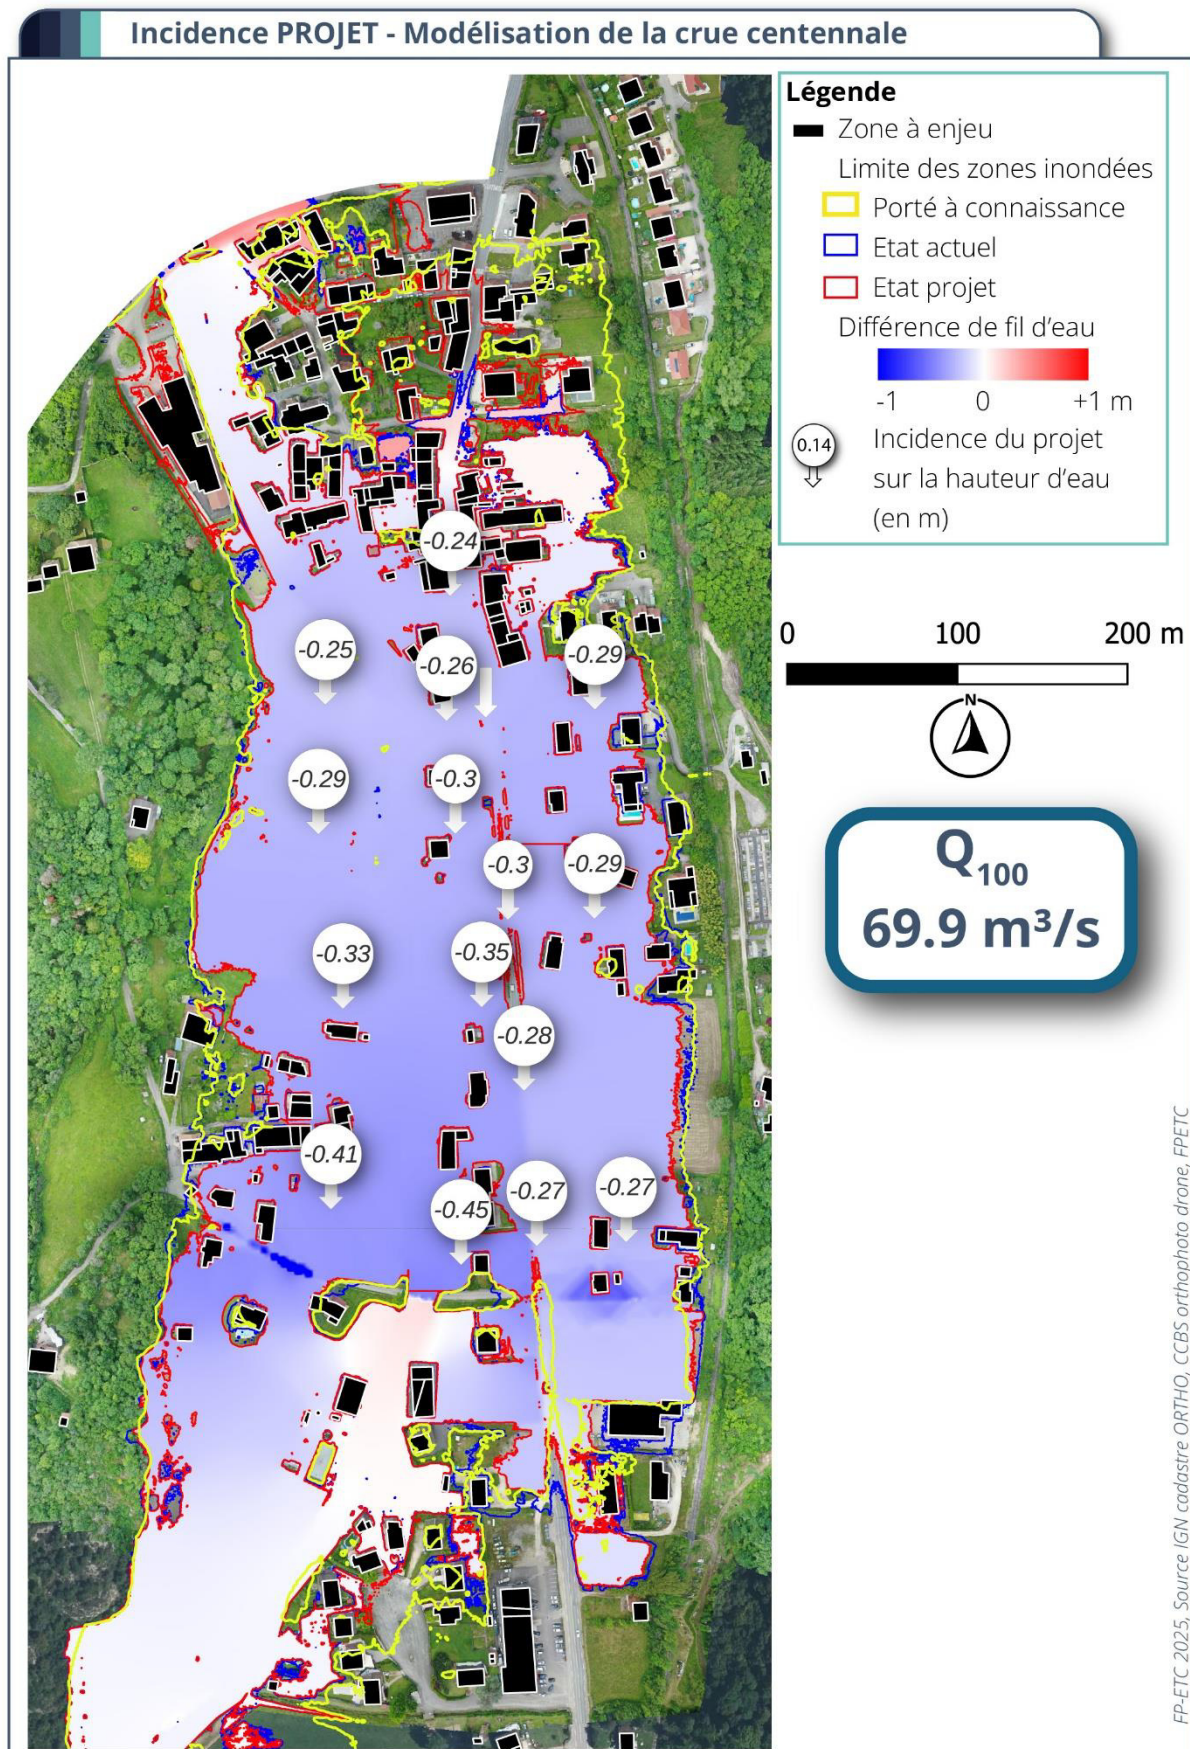 Incidence PROJET - Modélisation de la crue centennale
Légende
Zone à enjeu
Limite des zones inondées
Porté à connaissance
Etat actuel
Etat projet
Différence de fil d'eau
-1 0 +1 m
0.14
Incidence du projet
sur la hauteur d'eau
(en m)
0 100 200 m
N
Q100
69.9 m³/s
-0.24
-0.25
-0.26
-0.29
-0.29
-0.3
-0.3
-0.29
-0.33
-0.35
-0.28
-0.41
-0.45
-0.27
-0.27
FP-ETC 2025, Source IGN cadastre ORTHO, CCBS orthophoto drone, FPETC